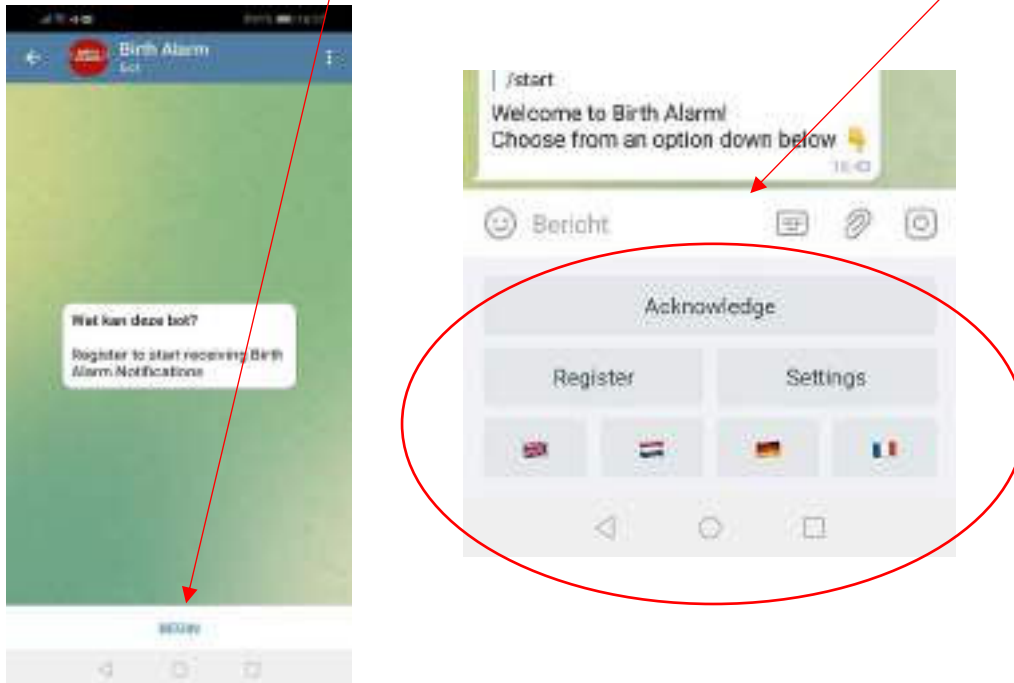 Birth Alarm
Bot
Wat kan deze bot?
Register to start receiving Birth
Alarm Notifications
BEGIN
/start
Welcome to Birth Alarm!
Choose from an option down below 👇
Bericht
Acknowledge
Register
Settings